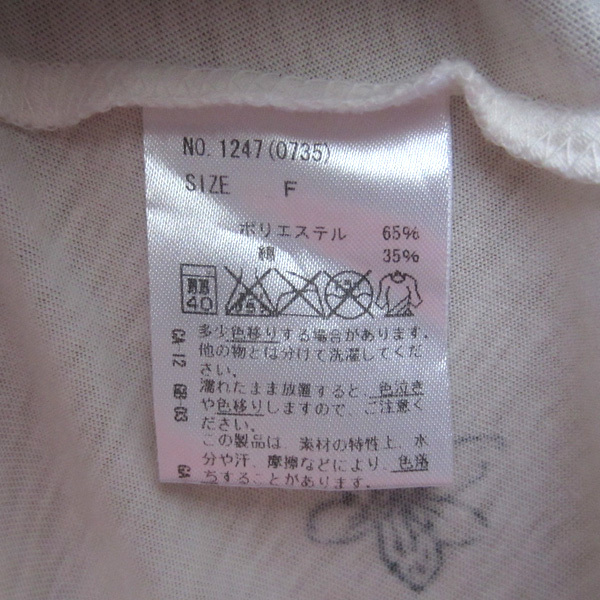 NO. 1247(0735)
SIZE F
ポリエステル 65%
綿 35%
40
多少色移りする場合があります。
他の物とは分けて洗濯してくだ
さい。
濡れたまま放置すると、色泣き
や色移りしますので、ご注意く
ださい。
この製品は、素材の特性上、水
分や汗、摩擦などにより、色落
ちすることがあります。
CA-12 GB-03 GA